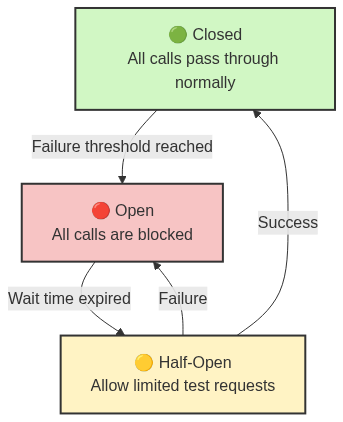 🟢 Closed
All calls pass through
normally
Failure threshold reached
🔴 Open
All calls are blocked
Success
Wait time expired
Failure
🟡 Half-Open
Allow limited test requests